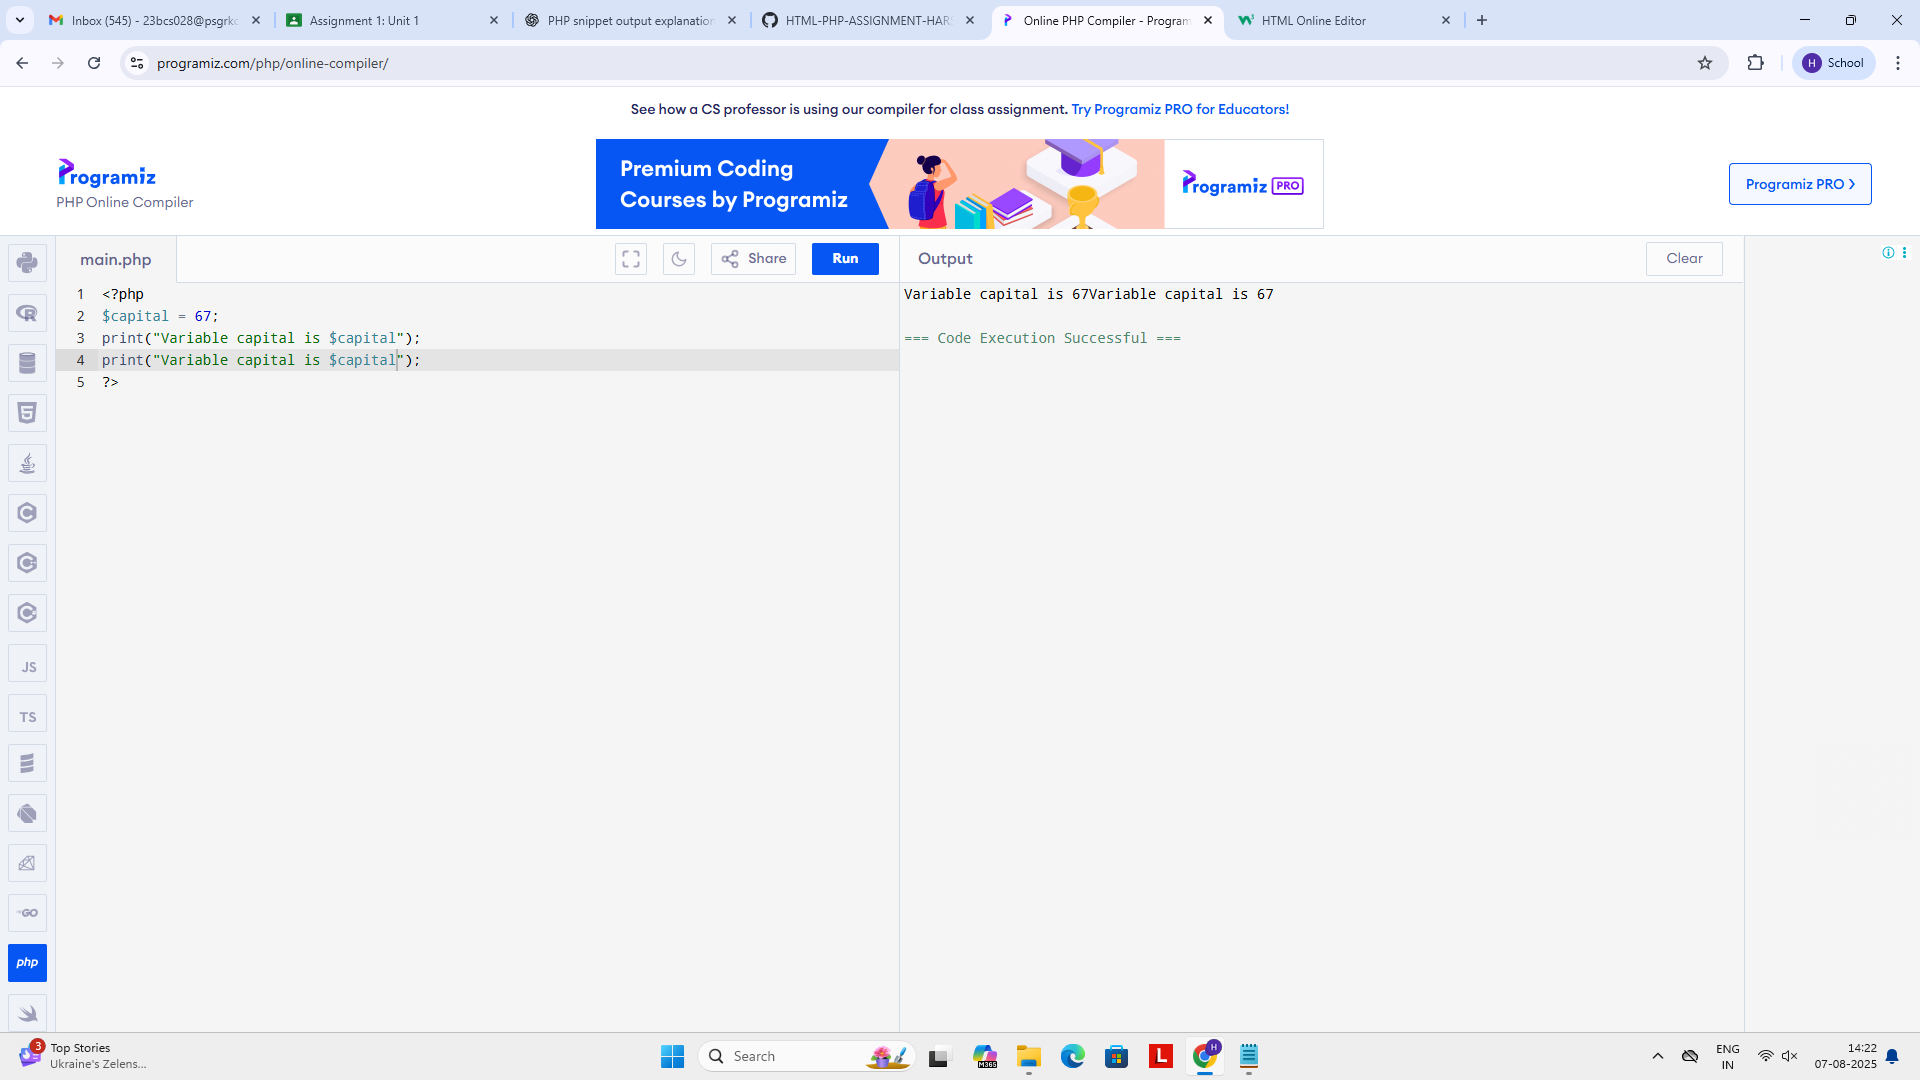 Inbox (545) - 23bcs028@psgrkc
Assignment 1: Unit 1
PHP snippet output explanation
HTML-PHP-ASSIGNMENT-HARS
Online PHP Compiler - Program
HTML Online Editor
programiz.com/php/online-compiler/
H School
See how a CS professor is using our compiler for class assignment. Try Programiz PRO for Educators!
Premium Coding
Courses by Programiz
Programiz PRO
Programiz
PHP Online Compiler
Programiz PRO
main.php
Share
Run
Output
Clear
1 <?php
2 $capital = 67;
3 print("Variable capital is $capital");
4 print("Variable capital is $capital");
5 ?>
Variable capital is 67Variable capital is 67
=== Code Execution Successful ===
JS
TS
GO
php
3
Top Stories
Ukraine's Zelens...
Search
M365
L
H
ENG
IN
14:22
07-08-2025